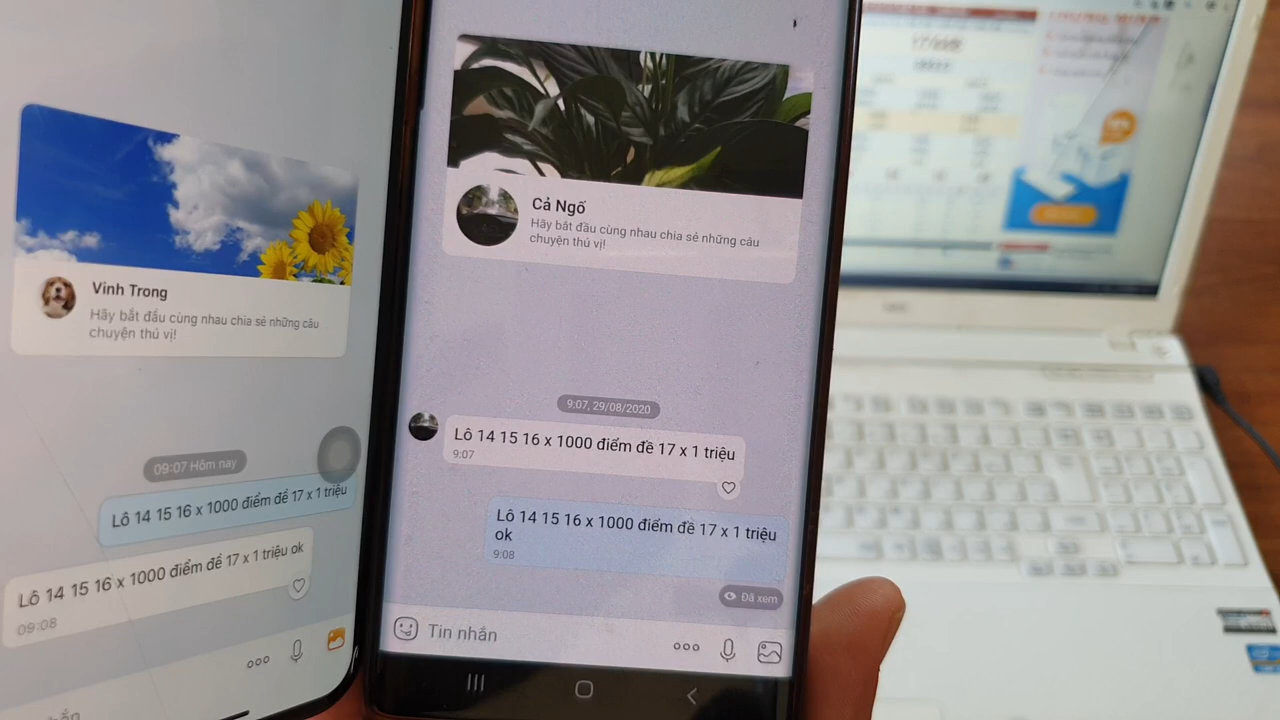 Vinh Trong
Hãy bắt đầu cùng nhau chia sẻ những câu
chuyện thú vị!
09:07 Hôm nay
Lô 14 15 16 x 1000 điểm đề 17 x 1 triệu
Lô 14 15 16 x 1000 điểm đề 17 x 1 triệu ok
09:08
Cả Ngố
Hãy bắt đầu cùng nhau chia sẻ những câu
chuyện thú vị!
9:07, 29/08/2020
Lô 14 15 16 x 1000 điểm đề 17 x 1 triệu
9:07
Lô 14 15 16 x 1000 điểm đề 17 x 1 triệu
ok
9:08
Đã xem
Tin nhắn